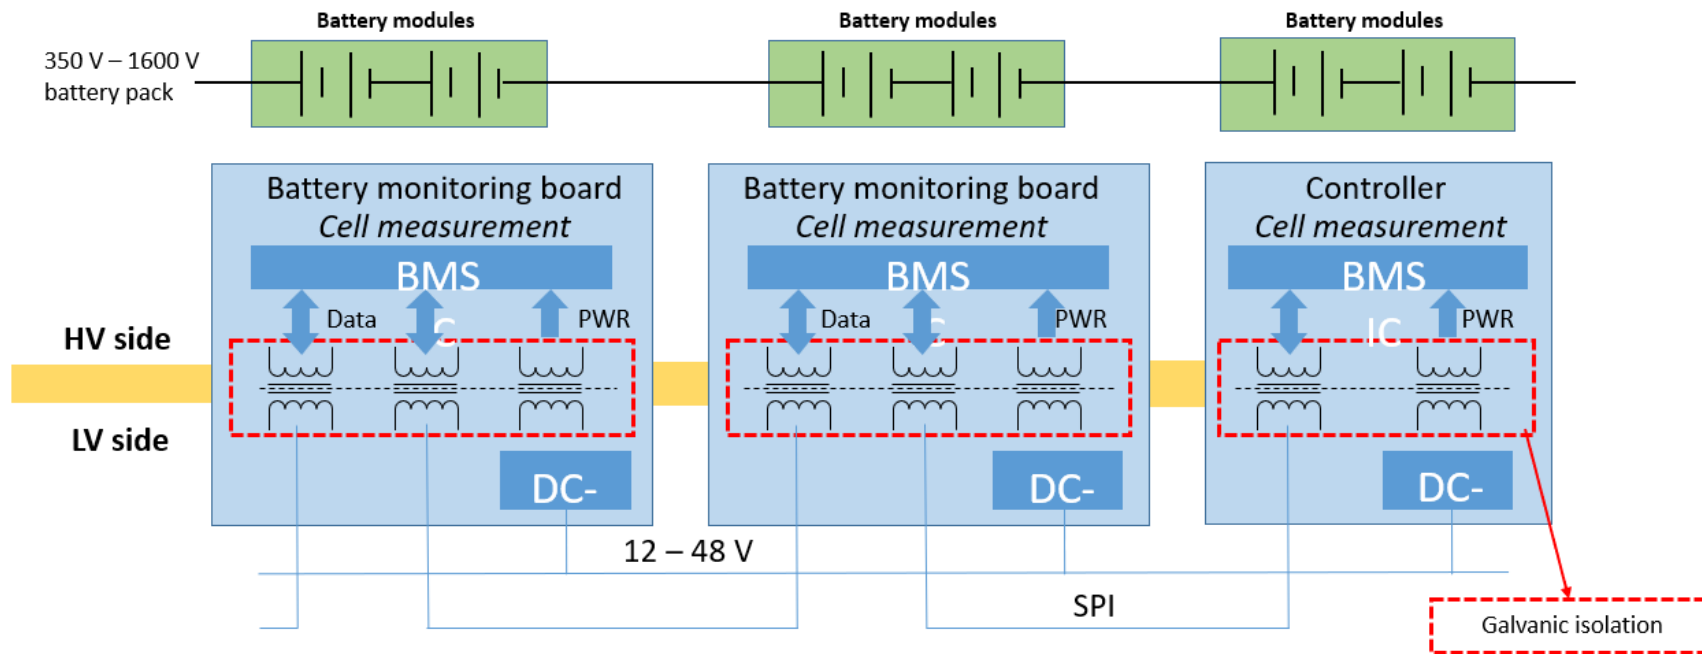 Battery modules
Battery modules
Battery modules
350 V – 1600 V
battery pack
Battery monitoring board
Cell measurement
Battery monitoring board
Cell measurement
Controller
Cell measurement
BMS
BMS
BMS
IC
Data
PWR
Data
PWR
PWR
HV side
LV side
DC-
DC-
DC-
12 – 48 V
SPI
Galvanic isolation